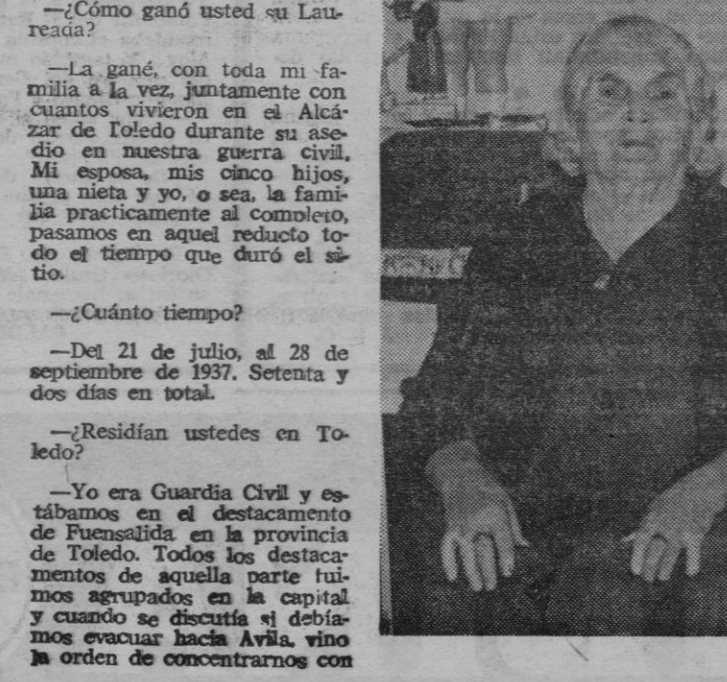 —¿Cómo ganó usted su Lau-
reada?
—La gané, con toda mi fa-
milia a la vez, juntamente con
cuantos vivieron en el Alcá-
zar de Toledo durante su ase-
dio en nuestra guerra civil.
Mi esposa, mis cinco hijos,
una nieta y yo, o sea, la fami-
lia practicamente al completo,
pasamos en aquel reducto to-
do el tiempo que duró el si-
tio.
—¿Cuánto tiempo?
—Del 21 de julio, al 28 de
septiembre de 1937. Setenta y
dos días en total.
—¿Residían ustedes en To-
ledo?
—Yo era Guardia Civil y es-
tábamos en el destacamento
de Fuensalida en la provincia
de Toledo. Todos los destaca-
mentos de aquella parte fui-
mos agrupados en la capital
y cuando se discutía si debía-
mos evacuar hacia Avila, vino
la orden de concentrarnos con